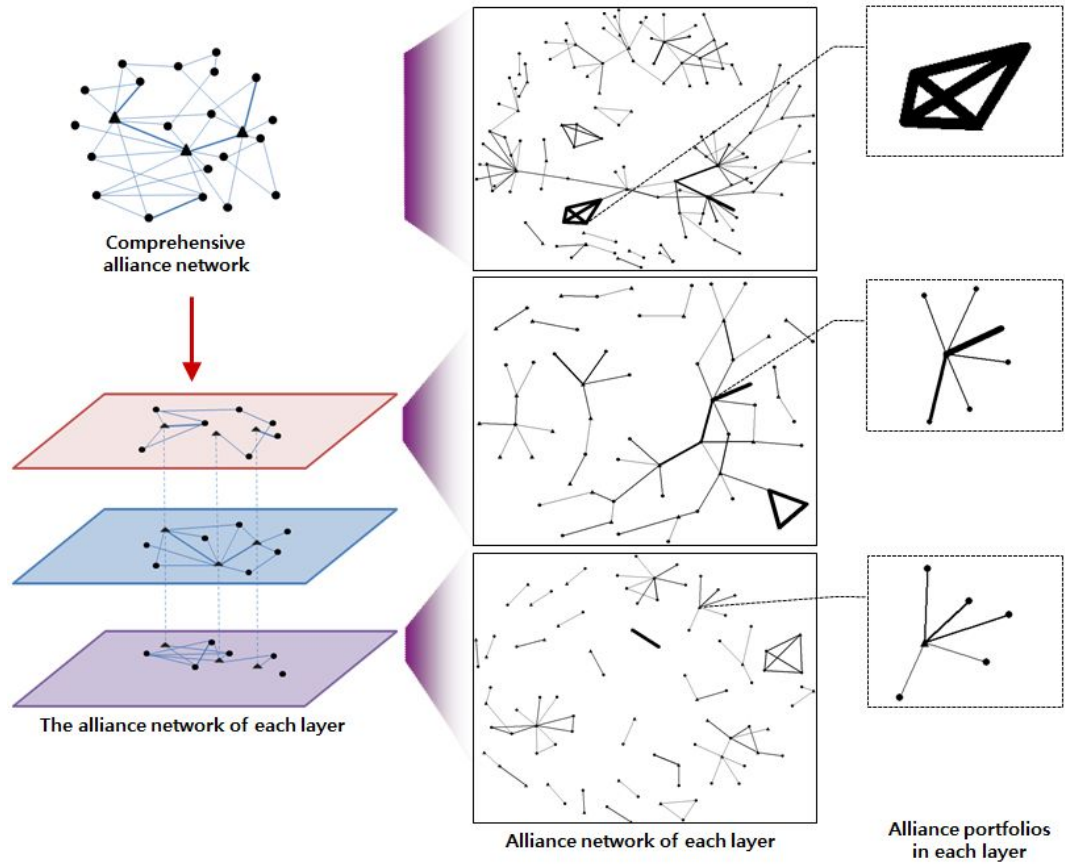 Comprehensive
alliance network
The alliance network of each layer
Alliance network of each layer
Alliance portfolios
in each layer